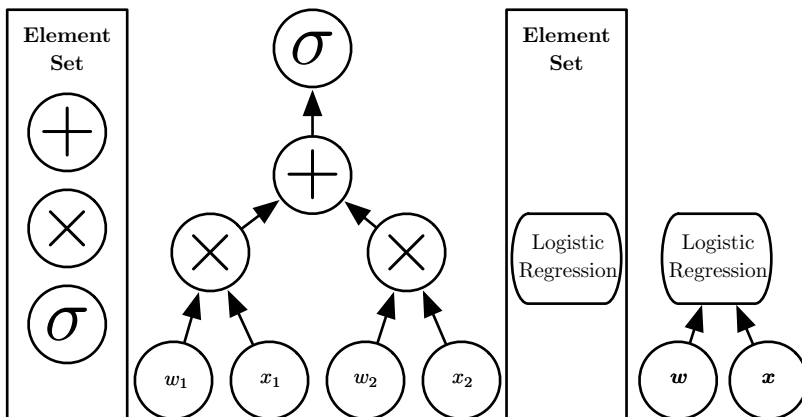 Element
Set
+
×
σ
σ
+
×
×
w₁
x₁
w₂
x₂
Element
Set
Logistic
Regression
Logistic
Regression
w
x